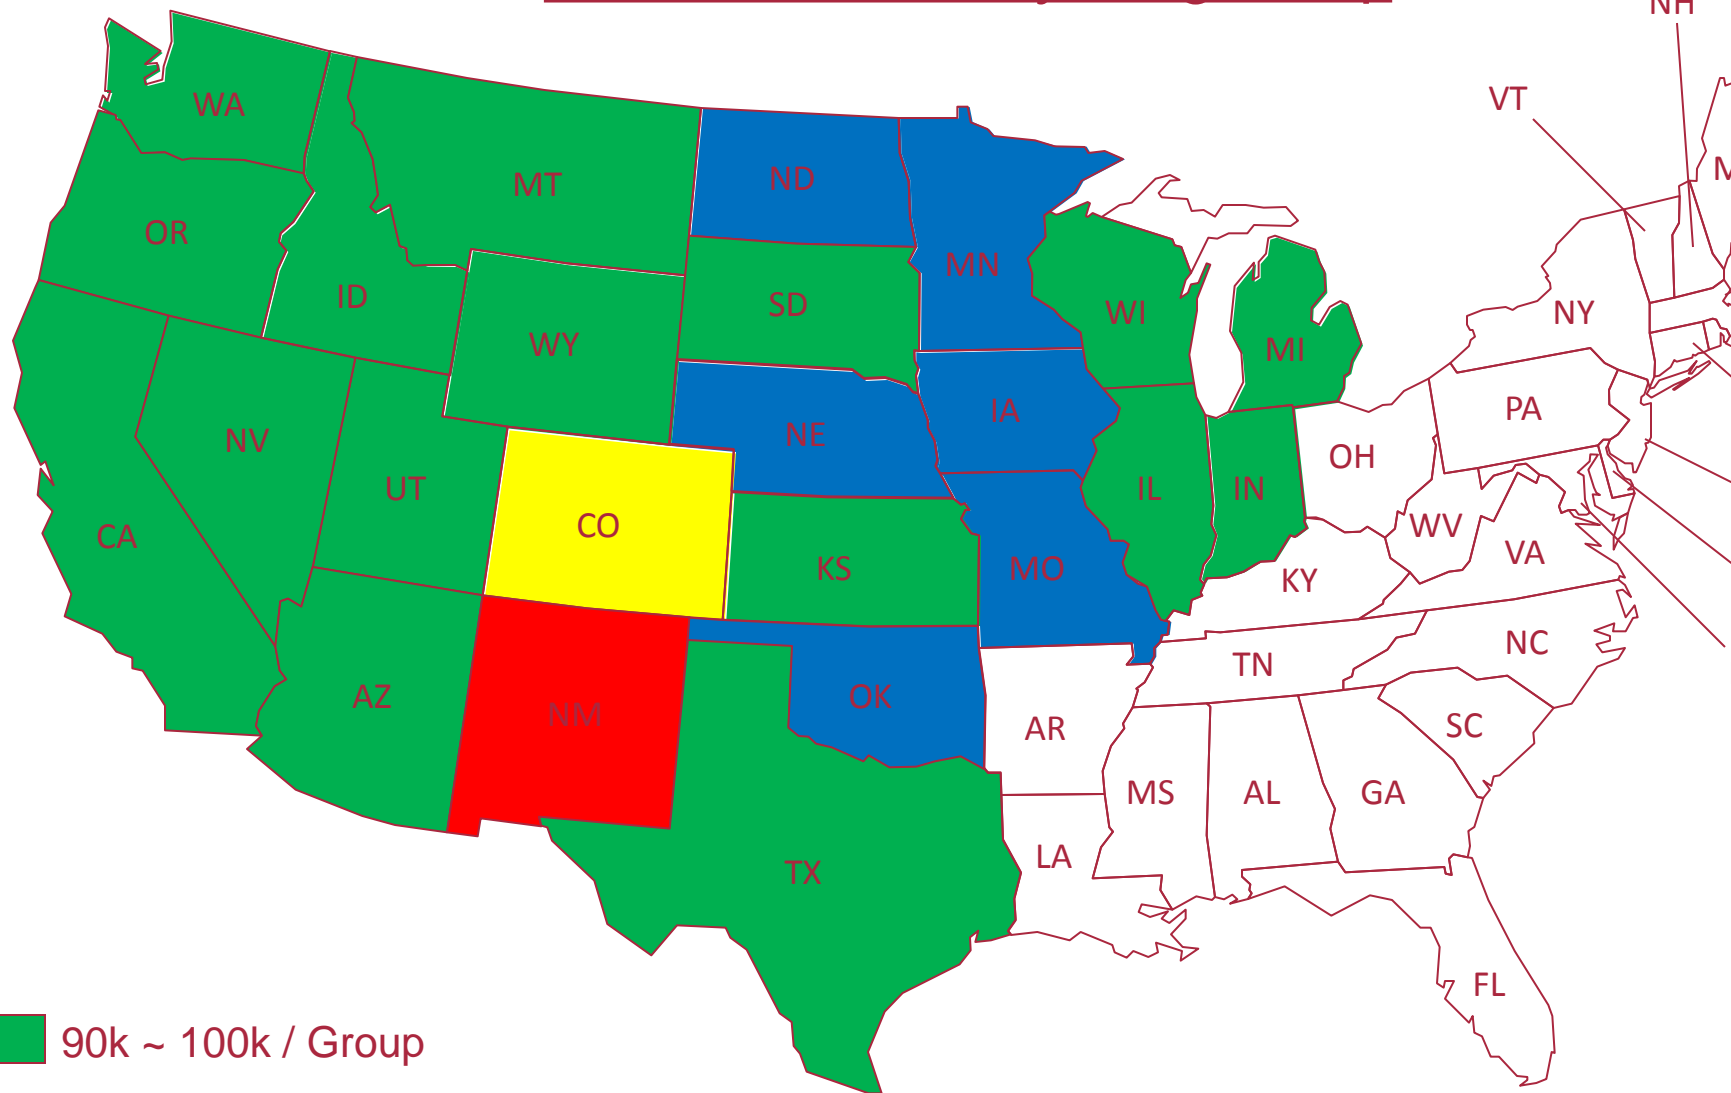 NH
VT
WA
MT
ND
OR
MN
ID
SD
WI
NY
WY
MI
IA
PA
NE
NV
OH
UT
IL
IN
CO
WV
CA
VA
KS
MO
KY
NC
TN
AZ
OK
NM
SC
AR
MS
AL
GA
LA
TX
FL
90k ~ 100k / Group